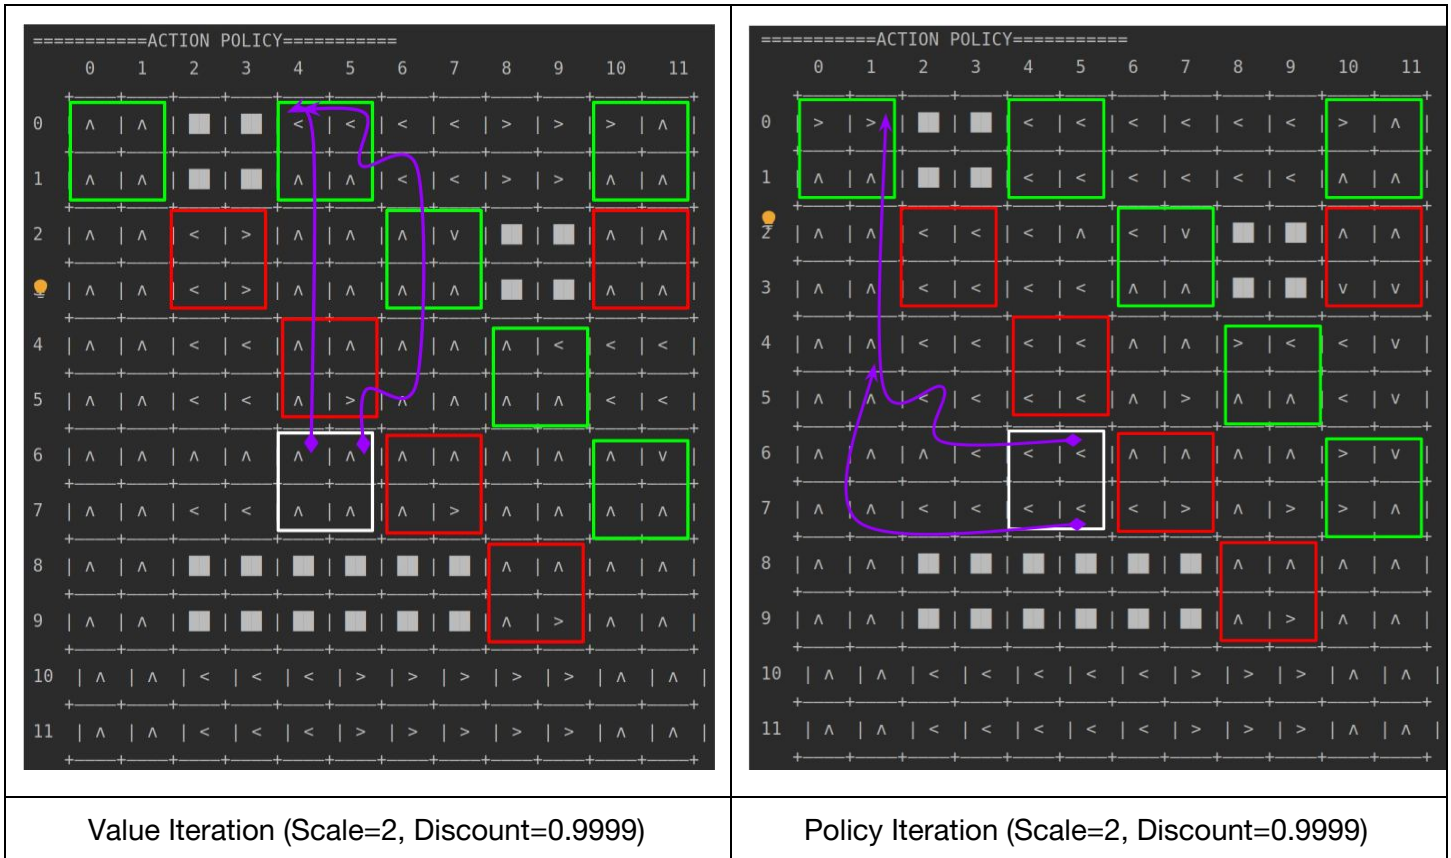 ===========ACTION POLICY===========
0 1 2 3 4 5 6 7 8 9 10 11
0 | ʌ | ʌ | ██ | ██ | < | < | < | < | > | > | > | ʌ |
1 | ʌ | ʌ | ██ | ██ | ʌ | ʌ | < | < | > | > | ʌ | ʌ |
2 | ʌ | ʌ | < | > | ʌ | ʌ | ʌ | v | ██ | ██ | ʌ | ʌ |
| ʌ | ʌ | < | > | ʌ | ʌ | ʌ | ʌ | ██ | ██ | ʌ | ʌ |
4 | ʌ | ʌ | < | < | ʌ | ʌ | ʌ | ʌ | ʌ | < | < | < |
5 | ʌ | ʌ | < | < | ʌ | > | ʌ | ʌ | ʌ | ʌ | < | < |
6 | ʌ | ʌ | ʌ | ʌ | ʌ | ʌ | ʌ | ʌ | ʌ | ʌ | ʌ | v |
7 | ʌ | ʌ | < | < | ʌ | ʌ | ʌ | > | ʌ | ʌ | ʌ | ʌ |
8 | ʌ | ʌ | ██ | ██ | ██ | ██ | ██ | ██ | ʌ | ʌ | ʌ | ʌ |
9 | ʌ | ʌ | ██ | ██ | ██ | ██ | ██ | ██ | ʌ | > | ʌ | ʌ |
10 | ʌ | ʌ | < | < | < | > | > | > | > | > | ʌ | ʌ |
11 | ʌ | ʌ | < | < | < | > | > | > | > | > | ʌ | ʌ |
Value Iteration (Scale=2, Discount=0.9999)
===========ACTION POLICY===========
0 1 2 3 4 5 6 7 8 9 10 11
0 | > | > | ██ | ██ | < | < | < | < | < | < | > | ʌ |
1 | ʌ | ʌ | ██ | ██ | < | < | < | < | < | < | ʌ | ʌ |
2 | ʌ | ʌ | < | < | < | ʌ | < | v | ██ | ██ | ʌ | ʌ |
3 | ʌ | ʌ | < | < | < | < | ʌ | ʌ | ██ | ██ | v | v |
4 | ʌ | ʌ | < | < | < | < | ʌ | ʌ | > | < | < | v |
5 | ʌ | ʌ | < | < | < | < | ʌ | > | ʌ | ʌ | < | v |
6 | ʌ | ʌ | ʌ | < | < | < | ʌ | ʌ | ʌ | ʌ | > | v |
7 | ʌ | ʌ | < | < | < | < | < | > | ʌ | > | > | ʌ |
8 | ʌ | ʌ | ██ | ██ | ██ | ██ | ██ | ██ | ʌ | ʌ | ʌ | ʌ |
9 | ʌ | ʌ | ██ | ██ | ██ | ██ | ██ | ██ | ʌ | > | ʌ | ʌ |
10 | ʌ | ʌ | < | < | < | < | > | > | > | > | ʌ | ʌ |
11 | ʌ | ʌ | < | < | < | < | > | > | > | > | ʌ | ʌ |
Policy Iteration (Scale=2, Discount=0.9999)